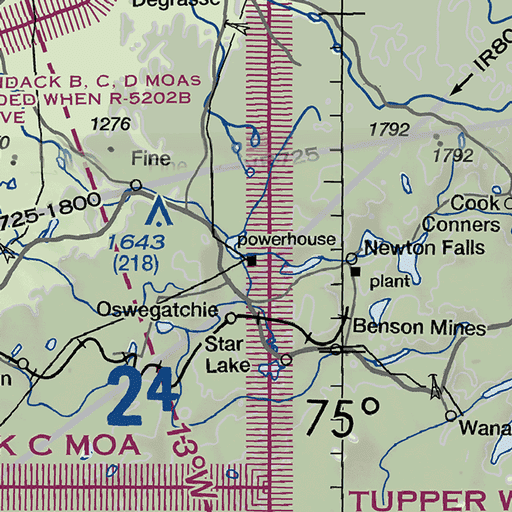 Degrasse
NDACK B, C, D MOAS
DED WHEN R-5202B
VE
IR80
1276
1792
1792
Fine
725
725-1800
Cook
Conners
1643
(218)
powerhouse
Newton Falls
plant
Oswegatchie
Benson Mines
Star
Lake
n
24
75°
Wana
K C MOA
13°W
TUPPER W